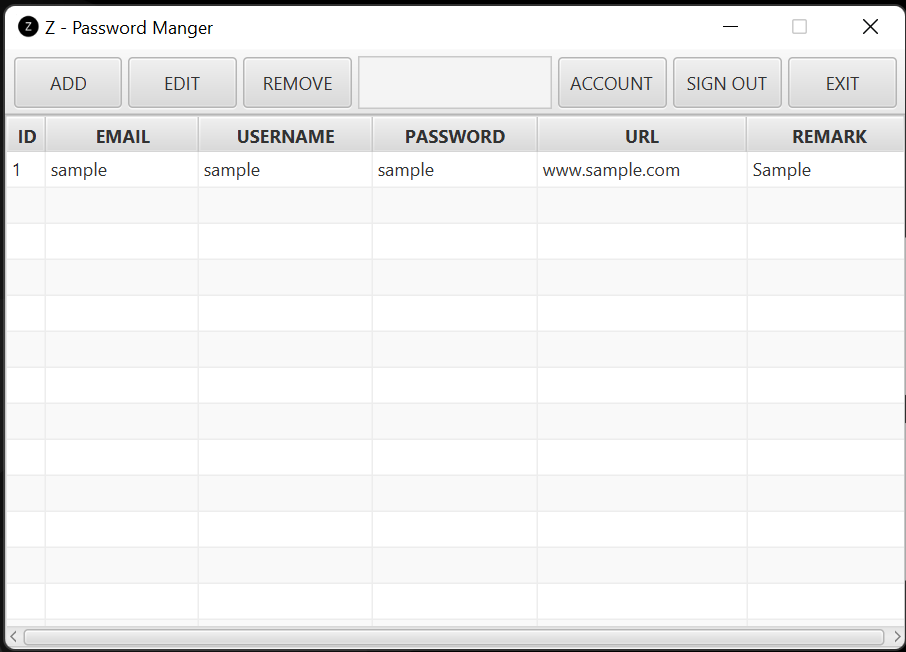 Z Z - Password Manger
ADD EDIT REMOVE ACCOUNT SIGN OUT EXIT
ID EMAIL USERNAME PASSWORD URL REMARK
1 sample sample sample www.sample.com Sample